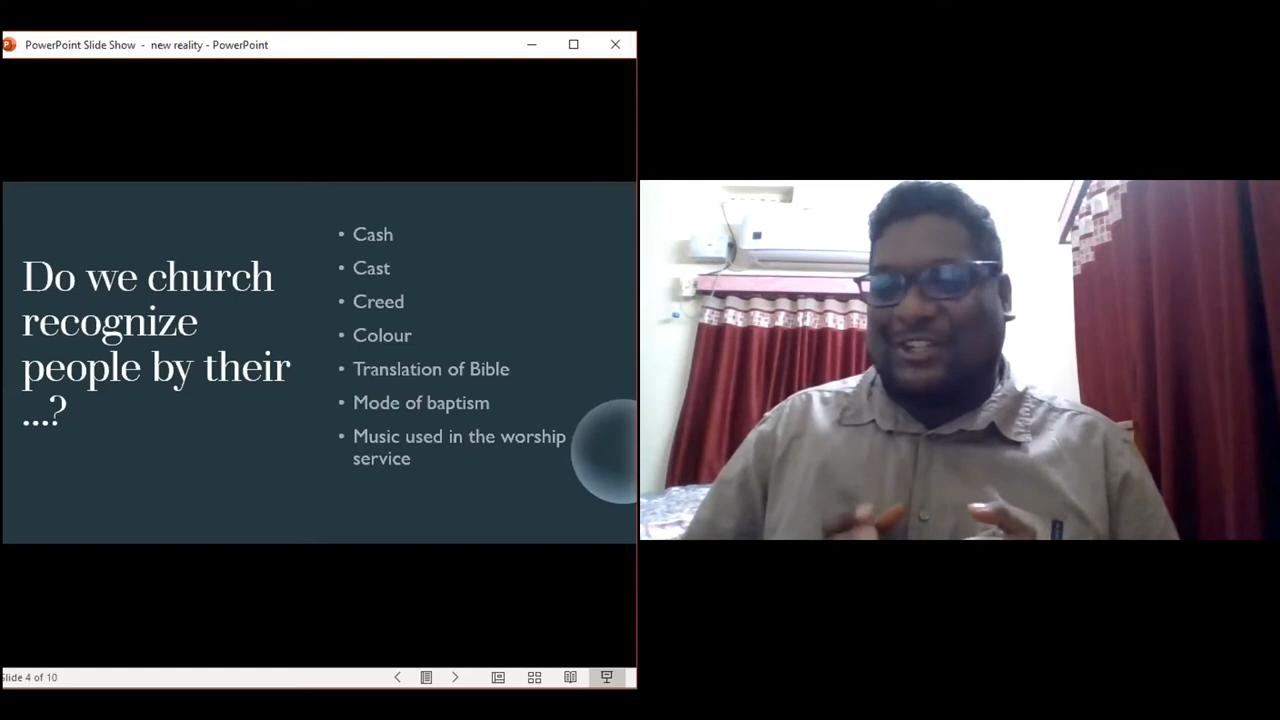 PowerPoint Slide Show - new reality - PowerPoint
Do we church
recognize
people by their
...?
• Cash
• Cast
• Creed
• Colour
• Translation of Bible
• Mode of baptism
• Music used in the worship
service
Slide 4 of 10